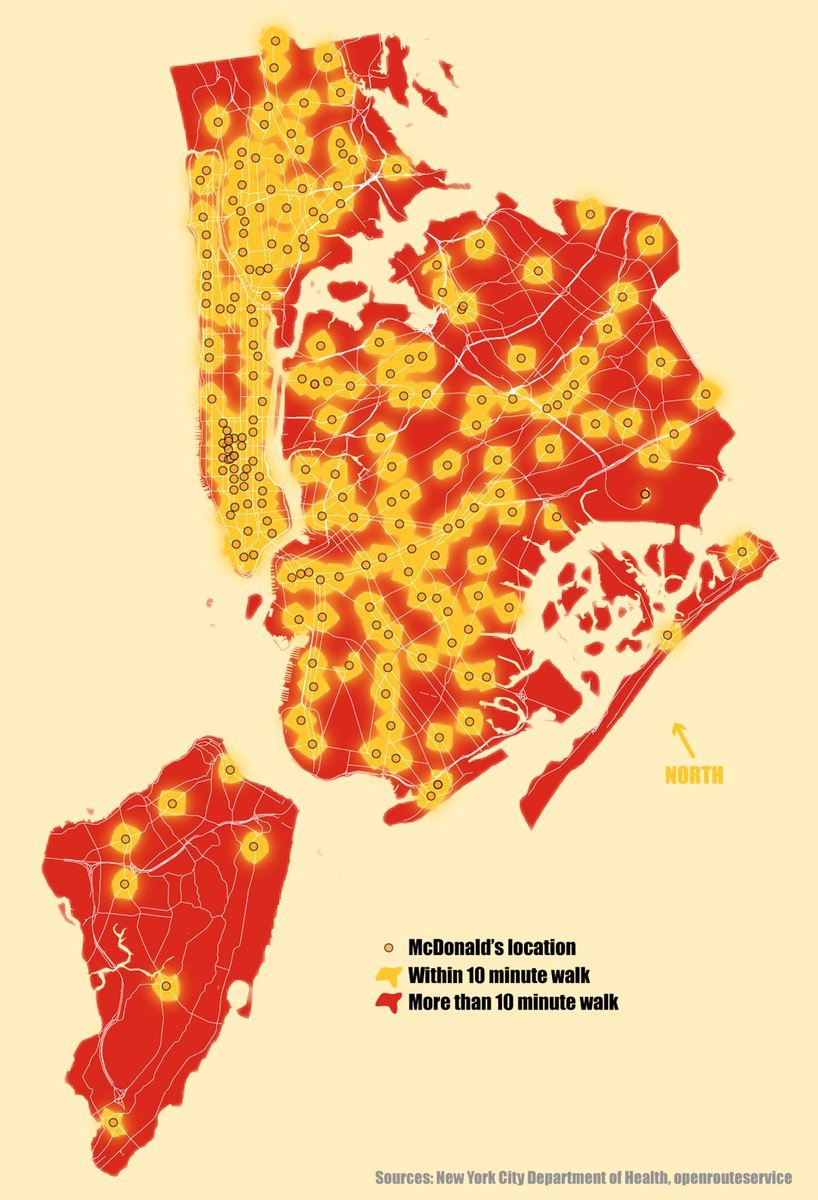 NORTH
McDonald's location
Within 10 minute walk
More than 10 minute walk
Sources: New York City Department of Health, openrouteservice